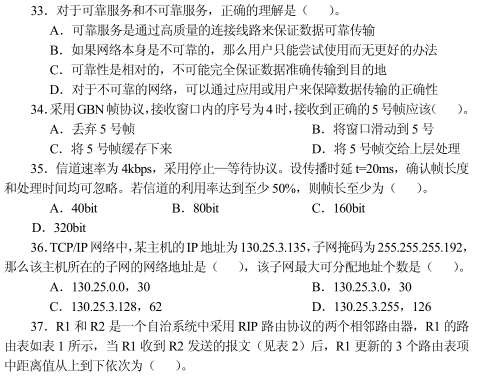 33．对于可靠服务和不可靠服务，正确的理解是（　　）。
A．可靠服务是通过高质量的连接线路来保证数据可靠传输
B．如果网络本身是不可靠的，那么用户只能尝试使用而无更好的办法
C．可靠性是相对的，不可能完全保证数据准确传输到目的地
D．对于不可靠的网络，可以通过应用或用户来保障数据传输的正确性
34.采用GBN帧协议,接收窗口内的序号为4时,接收到正确的5号帧应该（　　）。
A．丢弃 5 号帧　　B．将窗口滑动到 5 号
C．将 5 号帧缓存下来　　D．将 5 号帧交给上层处理
35．信道速率为4kbps，采用停止—等待协议。设传播时延 t=20ms，确认帧长度
和处理时间均可忽略。若信道的利用率达到至少 50%，则帧长至少为（　　）。
A．40bit　　B．80bit　　C．160bit
D．320bit
36. TCP/IP 网络中,某主机的IP地址为130.25.3.135,子网掩码为255.255.255.192,
那么该主机所在的子网的网络地址是（　　），该子网最大可分配地址个数是（　　）。
A．130.25.0.0，30　　B．130.25.3.0，30
C．130.25.3.128，62　　D．130.25.3.255，126
37．R1 和 R2 是一个自治系统中采用 RIP 路由协议的两个相邻路由器，R1 的路
由表如表 1 所示，当 R1 收到 R2 发送的报文（见表 2）后，R1 更新的 3 个路由表项
中距离值从上到下依次为（　　）。